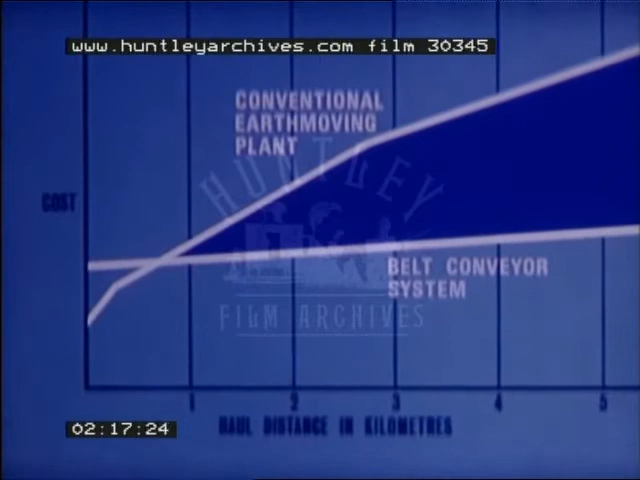 www.huntleyarchives.com film 30345
CONVENTIONAL
EARTHMOVING
PLANT
HUNTLEY
COST
BELT CONVEYOR
SYSTEM
FILM ARCHIVES
1 2 3 4 5
HAUL DISTANCE IN KILOMETRES
02:17:24